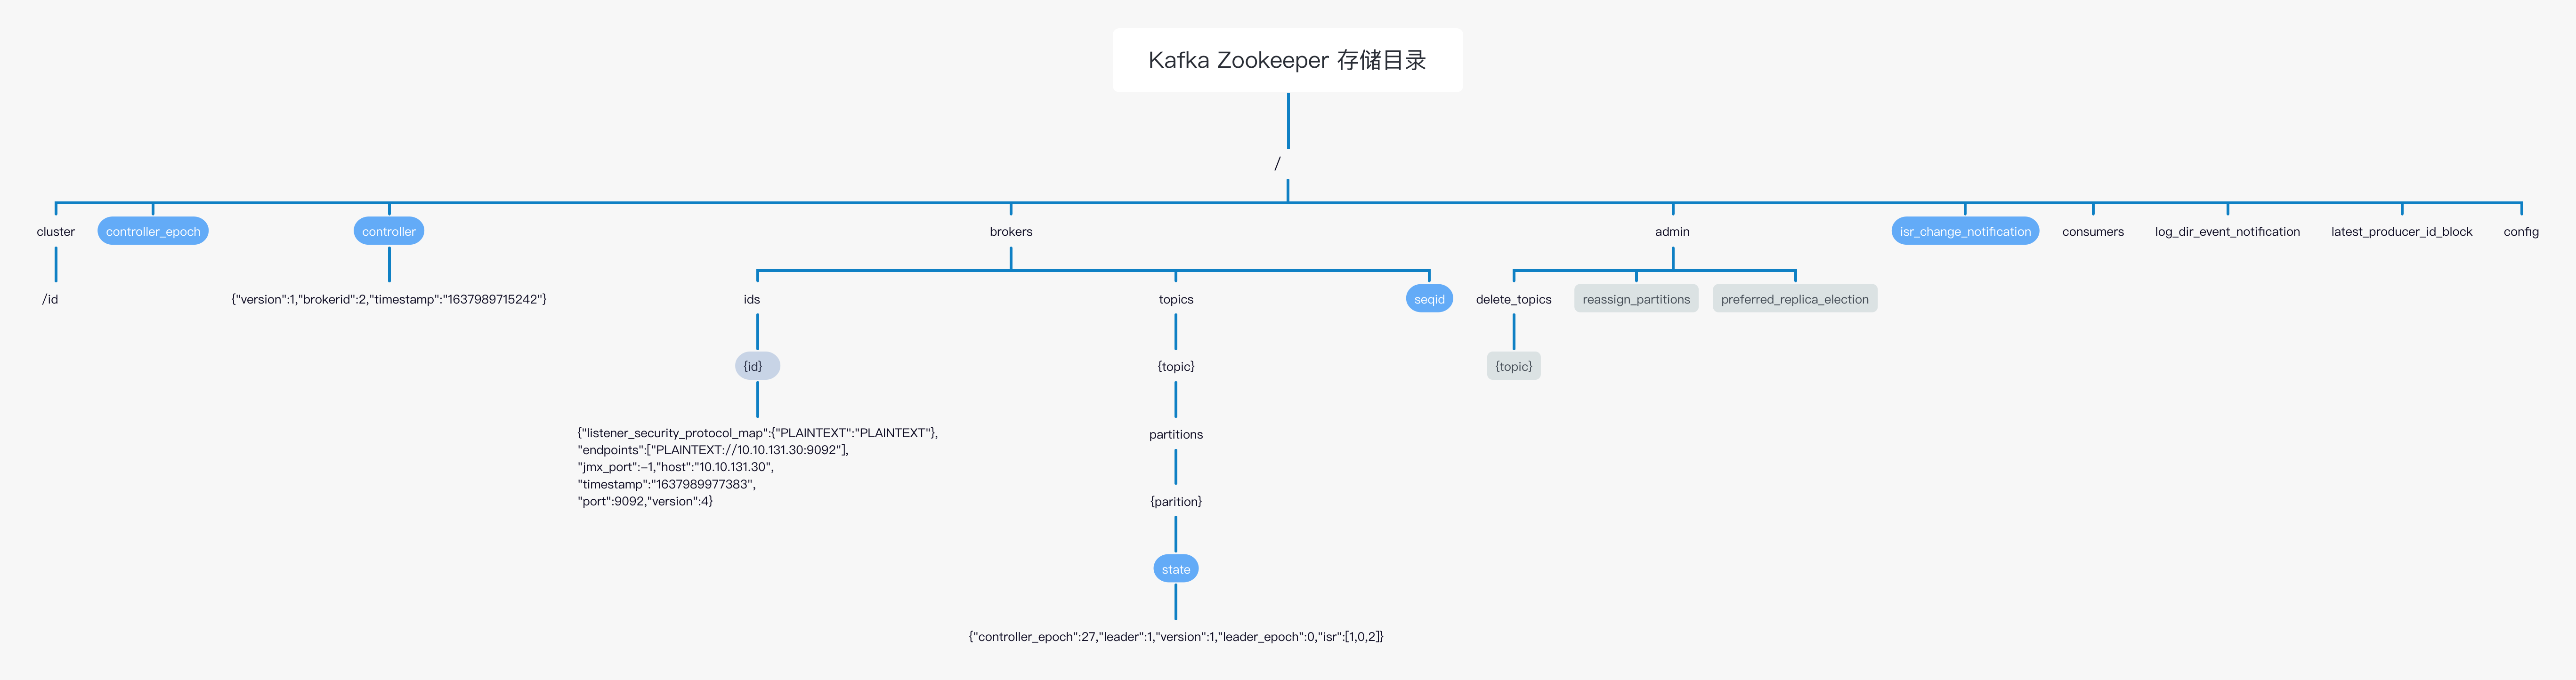 Kafka Zookeeper 存储目录
/
cluster
controller_epoch
controller
brokers
admin
isr_change_notification
consumers
log_dir_event_notification
latest_producer_id_block
config
/id
{"version":1,"brokerid":2,"timestamp":"1637989715242"}
ids
topics
seqid
delete_topics
reassign_partitions
preferred_replica_election
{id}
{topic}
{topic}
{"listener_security_protocol_map":{"PLAINTEXT":"PLAINTEXT"},
"endpoints":["PLAINTEXT://10.10.131.30:9092"],
"jmx_port":-1,"host":"10.10.131.30",
"timestamp":"1637989977383",
"port":9092,"version":4}
partitions
{parition}
state
{"controller_epoch":27,"leader":1,"version":1,"leader_epoch":0,"isr":[1,0,2]}